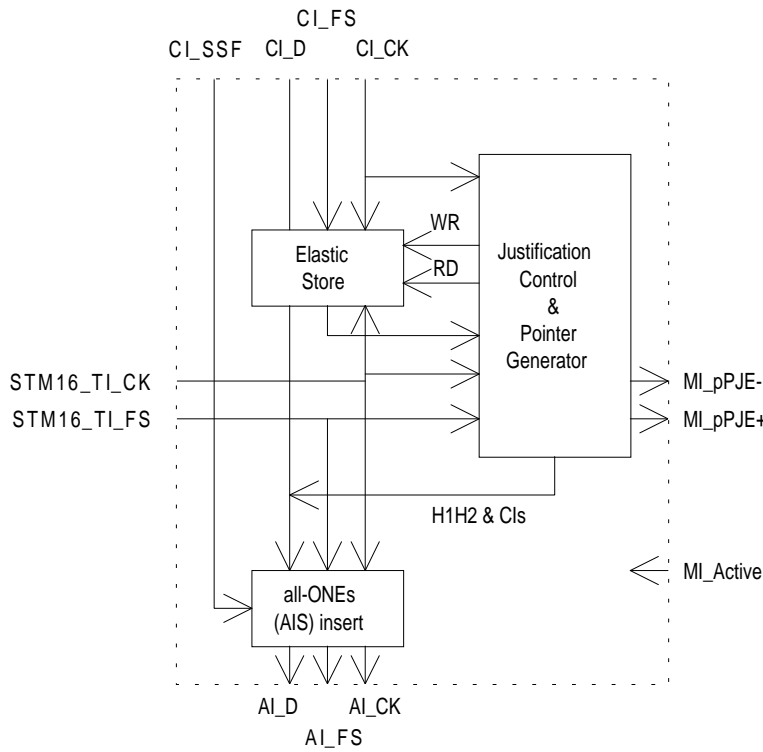 CI_FS
CI_SSF CI_D CI_CK
WR
Elastic
Store
RD
Justification
Control
&
Pointer
Generator
STM16_TI_CK
MI_pPJE-
STM16_TI_FS
MI_pPJE+
H1H2 & CIs
all-ONEs
(AIS) insert
MI_Active
AI_D AI_CK
AI_FS